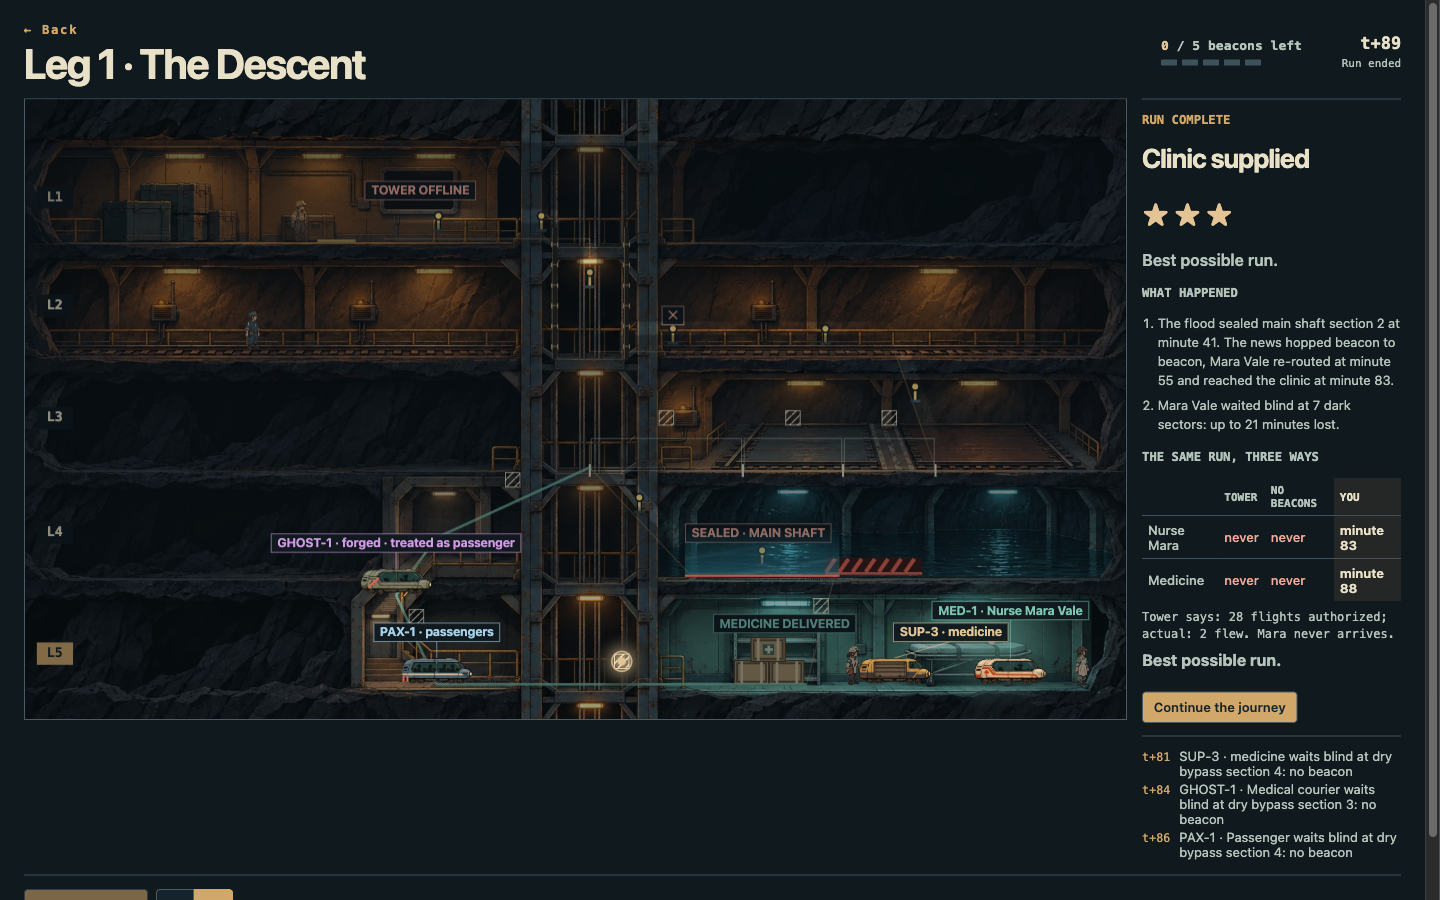 ← Back
Leg 1 · The Descent
0 / 5 beacons left
t+89
Run ended
L1
TOWER OFFLINE
L2
L3
L4
SEALED · MAIN SHAFT
GHOST-1 · forged · treated as passenger
MED-1 · Nurse Mara Vale
MEDICINE DELIVERED
PAX-1 · passengers
SUP-3 · medicine
L5
RUN COMPLETE
Clinic supplied
Best possible run.
WHAT HAPPENED
1. The flood sealed main shaft section 2 at
minute 41. The news hopped beacon to
beacon, Mara Vale re-routed at minute
55 and reached the clinic at minute 83.
2. Mara Vale waited blind at 7 dark
sectors: up to 21 minutes lost.
THE SAME RUN, THREE WAYS
TOWER NO BEACONS YOU
Nurse Mara never never minute 83
Medicine never never minute 88
Tower says: 28 flights authorized;
actual: 2 flew. Mara never arrives.
Best possible run.
Continue the journey
t+81 SUP-3 · medicine waits blind at dry
bypass section 4: no beacon
t+84 GHOST-1 · Medical courier waits
blind at dry bypass section 3: no
beacon
t+86 PAX-1 · Passenger waits blind at dry
bypass section 4: no beacon